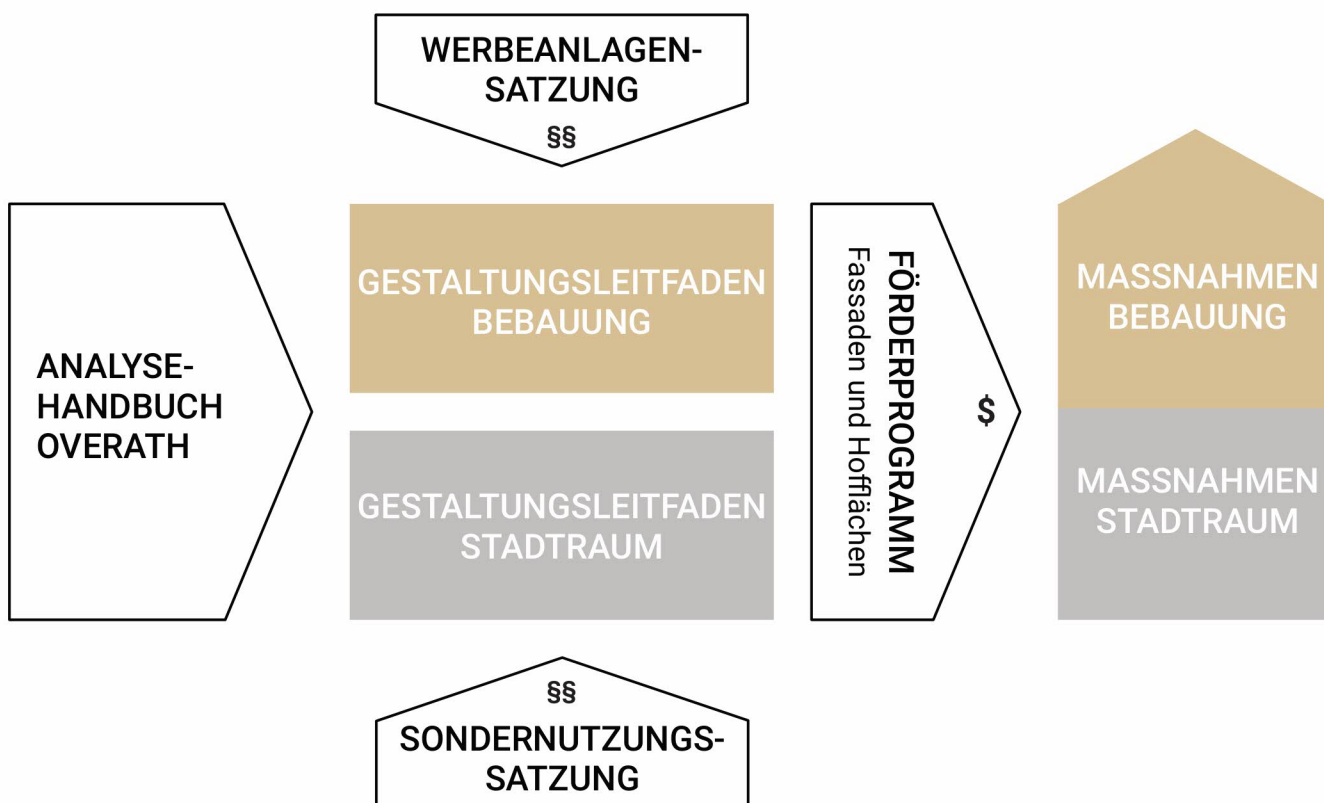 WERBEANLAGEN-
SATZUNG
§§
ANALYSE-
HANDBUCH
OVERATH
GESTALTUNGSLEITFADEN
BEBAUUNG
GESTALTUNGSLEITFADEN
STADTRAUM
FÖRDERPROGRAMM
Fassaden und Hofflächen
$
MASSNAHMEN
BEBAUUNG
MASSNAHMEN
STADTRAUM
§§
SONDERNUTZUNGS-
SATZUNG